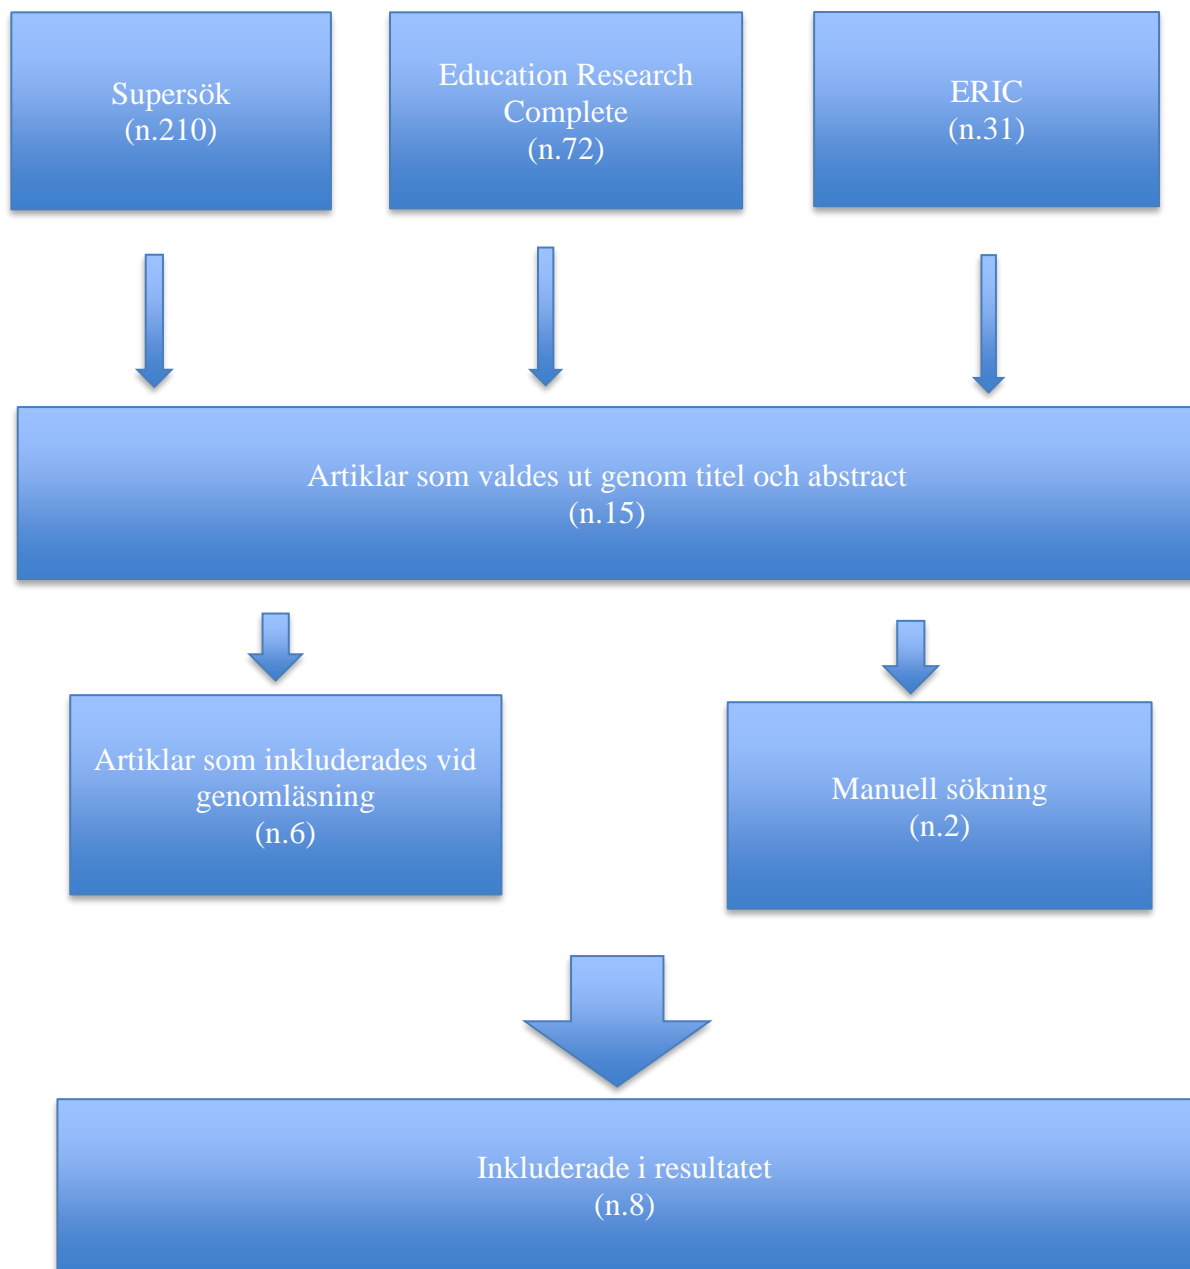 Supersök
(n.210)
Education Research
Complete
(n.72)
ERIC
(n.31)
Artiklar som valdes ut genom titel och abstract
(n.15)
Artiklar som inkluderades vid
genomläsning
(n.6)
Manuell sökning
(n.2)
Inkluderade i resultatet
(n.8)